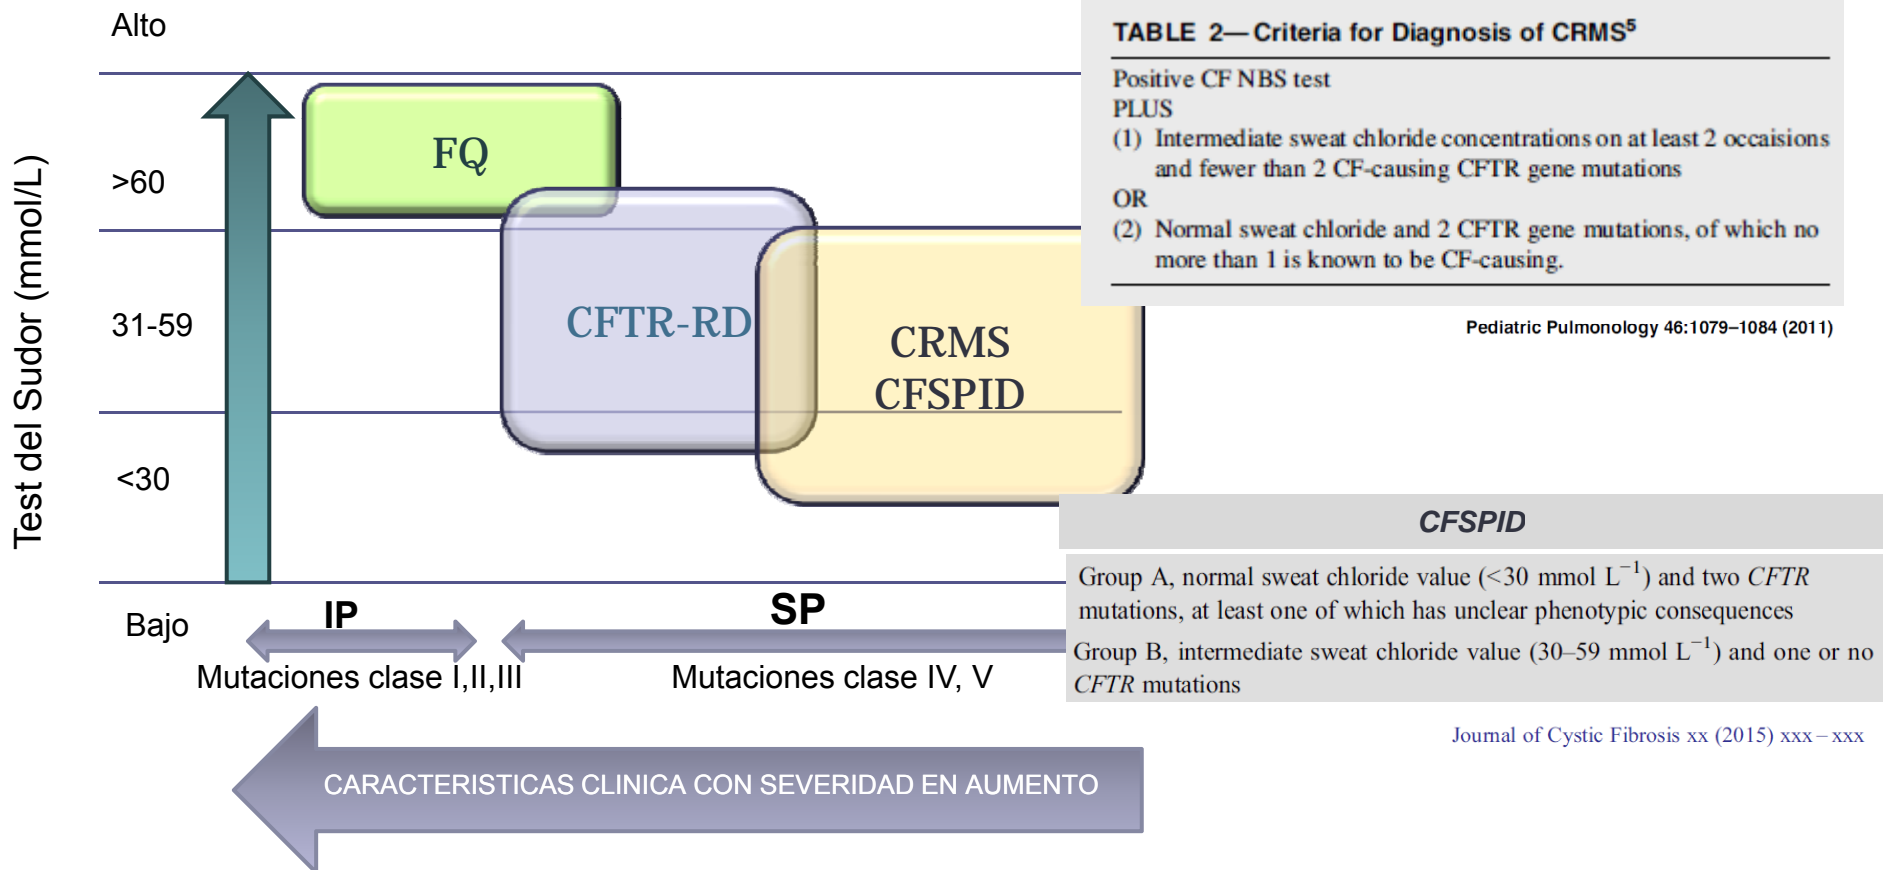 Alto
Test del Sudor (mmol/L)
>60
31-59
<30
Bajo
FQ
CFTR-RD
CRMS
CFSPID
TABLE 2—Criteria for Diagnosis of CRMS⁵
Positive CF NBS test
PLUS
(1) Intermediate sweat chloride concentrations on at least 2 occaisions
and fewer than 2 CF-causing CFTR gene mutations
OR
(2) Normal sweat chloride and 2 CFTR gene mutations, of which no
more than 1 is known to be CF-causing.
Pediatric Pulmonology 46:1079–1084 (2011)
CFSPID
Group A, normal sweat chloride value (<30 mmol L⁻¹) and two CFTR
mutations, at least one of which has unclear phenotypic consequences
Group B, intermediate sweat chloride value (30–59 mmol L⁻¹) and one or no
CFTR mutations
Journal of Cystic Fibrosis xx (2015) xxx–xxx
IP
SP
Mutaciones clase I,II,III
Mutaciones clase IV, V
CARACTERISTICAS CLINICA CON SEVERIDAD EN AUMENTO